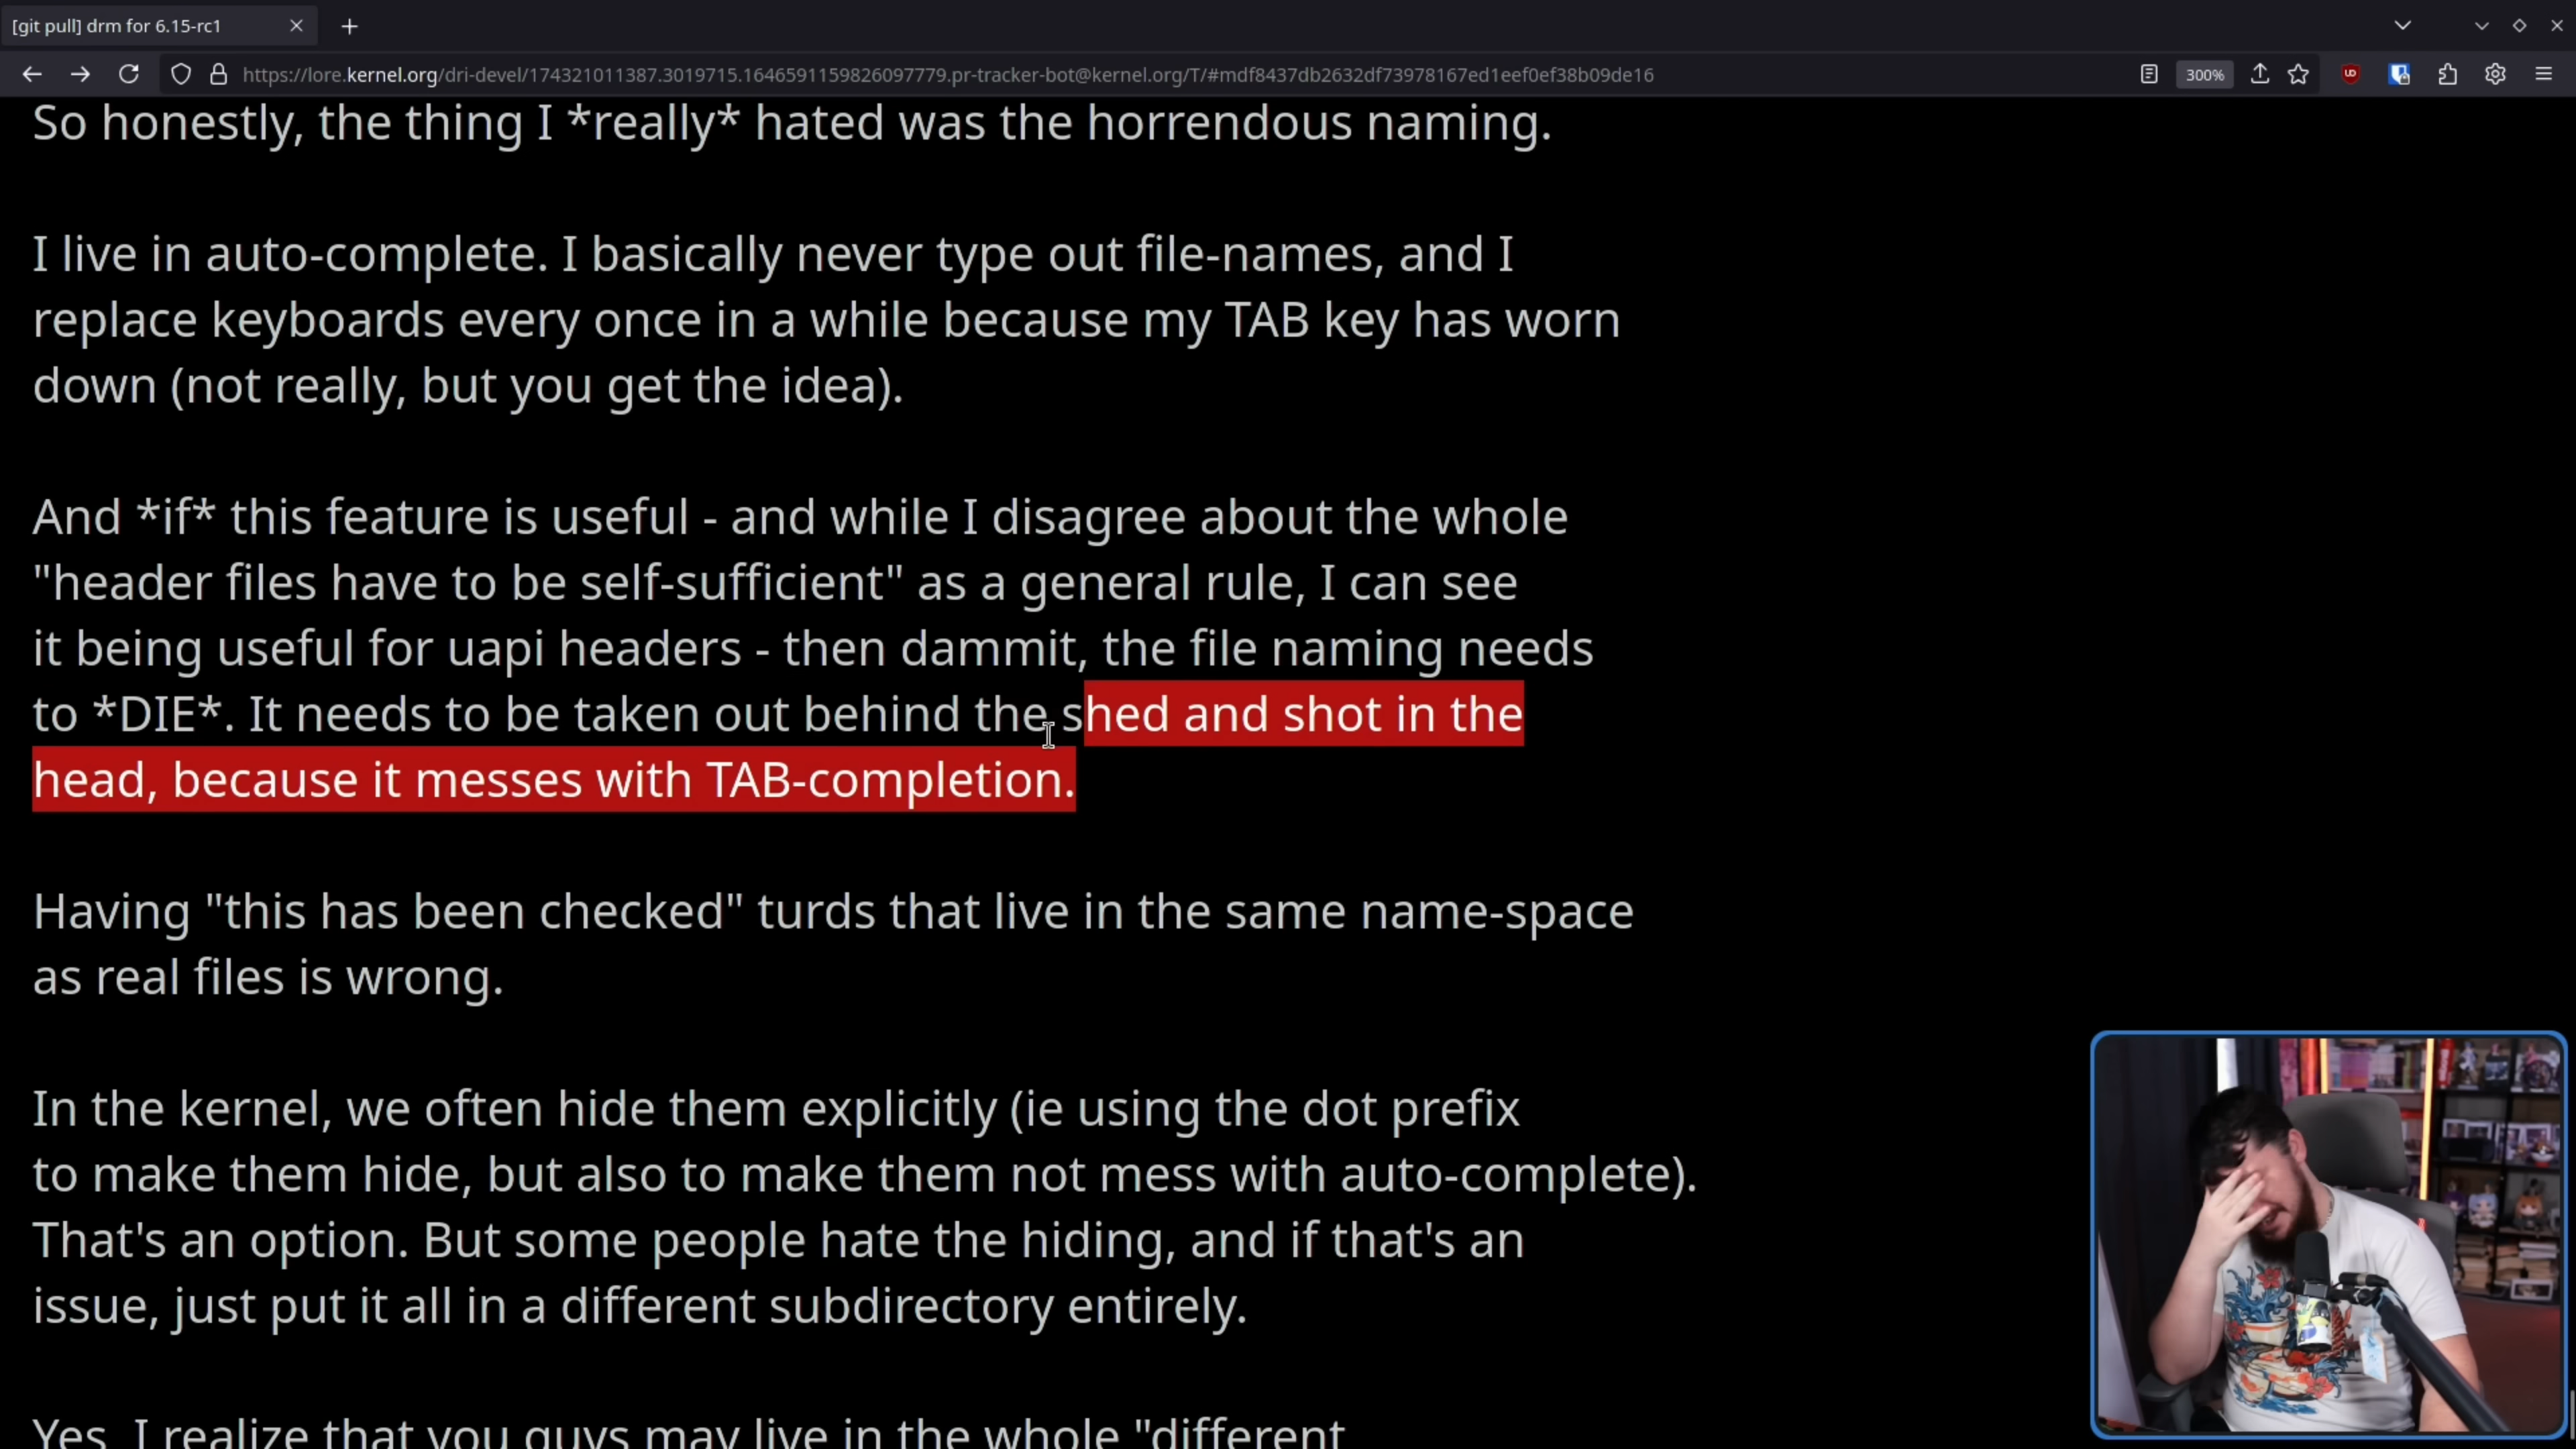 [git pull] drm for 6.15-rc1
https://lore.kernel.org/dri-devel/174321011387.3019715.1646591159826097779.pr-tracker-bot@kernel.org/T/#mdf8437db2632df73978167ed1eef0ef38b09de16
300%
So honestly, the thing I *really* hated was the horrendous naming.
I live in auto-complete. I basically never type out file-names, and I
replace keyboards every once in a while because my TAB key has worn
down (not really, but you get the idea).
And *if* this feature is useful - and while I disagree about the whole
"header files have to be self-sufficient" as a general rule, I can see
it being useful for uapi headers - then dammit, the file naming needs
to *DIE*. It needs to be taken out behind the shed and shot in the
head, because it messes with TAB-completion.
Having "this has been checked" turds that live in the same name-space
as real files is wrong.
In the kernel, we often hide them explicitly (ie using the dot prefix
to make them hide, but also to make them not mess with auto-complete).
That's an option. But some people hate the hiding, and if that's an
issue, just put it all in a different subdirectory entirely.
Yes, I realize that you guys may live in the whole "different